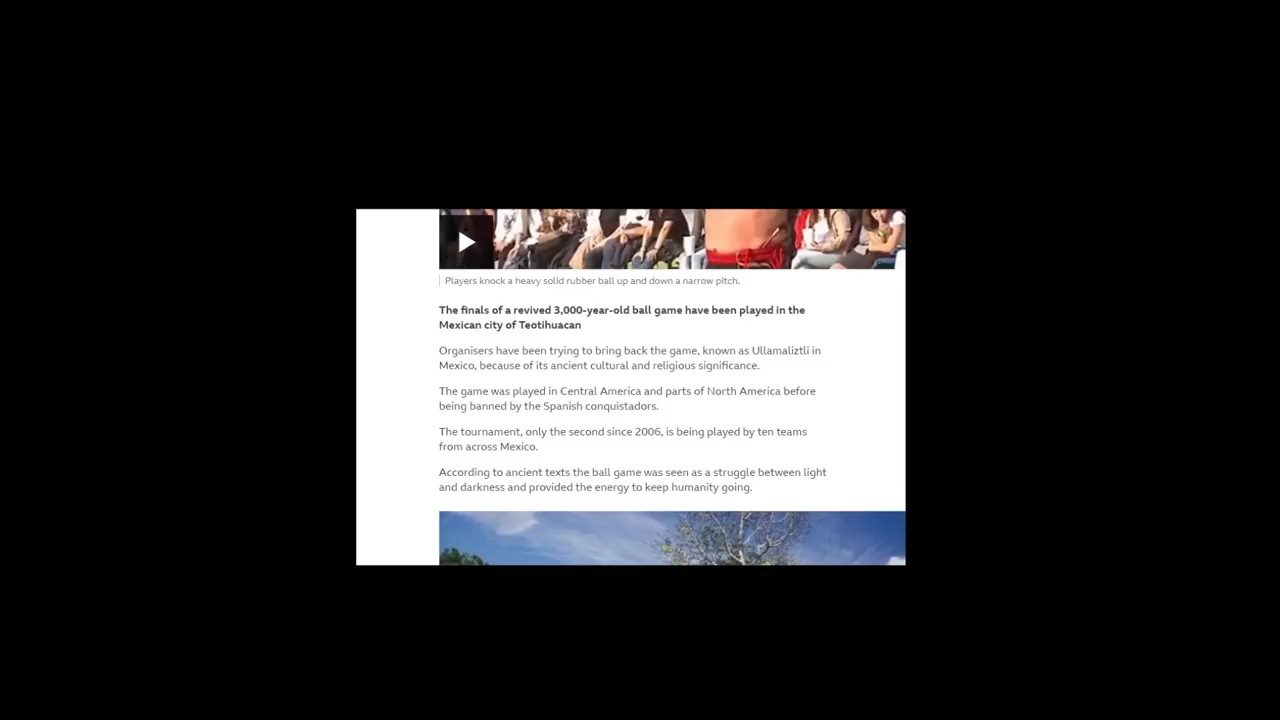 Players knock a heavy solid rubber ball up and down a narrow pitch.
The finals of a revived 3,000-year-old ball game have been played in the
Mexican city of Teotihuacan
Organisers have been trying to bring back the game, known as Ullamaliztli in
Mexico, because of its ancient cultural and religious significance.
The game was played in Central America and parts of North America before
being banned by the Spanish conquistadors.
The tournament, only the second since 2006, is being played by ten teams
from across Mexico.
According to ancient texts the ball game was seen as a struggle between light
and darkness and provided the energy to keep humanity going.